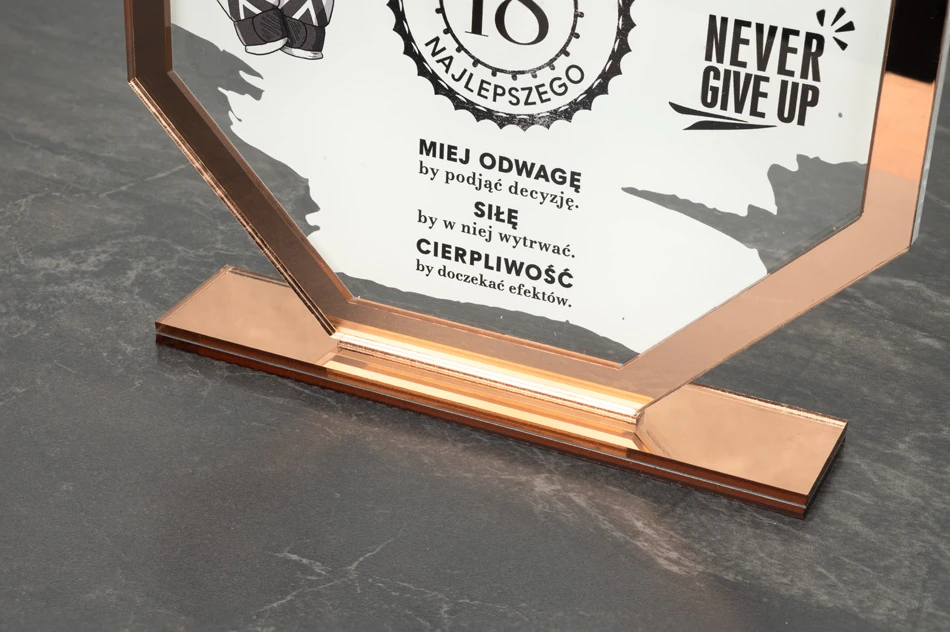 18
NAJLEPSZEGO
NEVER
GIVE UP
MIEJ ODWAGĘ
by podjąć decyzję.
SIŁĘ
by w niej wytrwać.
CIERPLIWOŚĆ
by doczekać efektów.